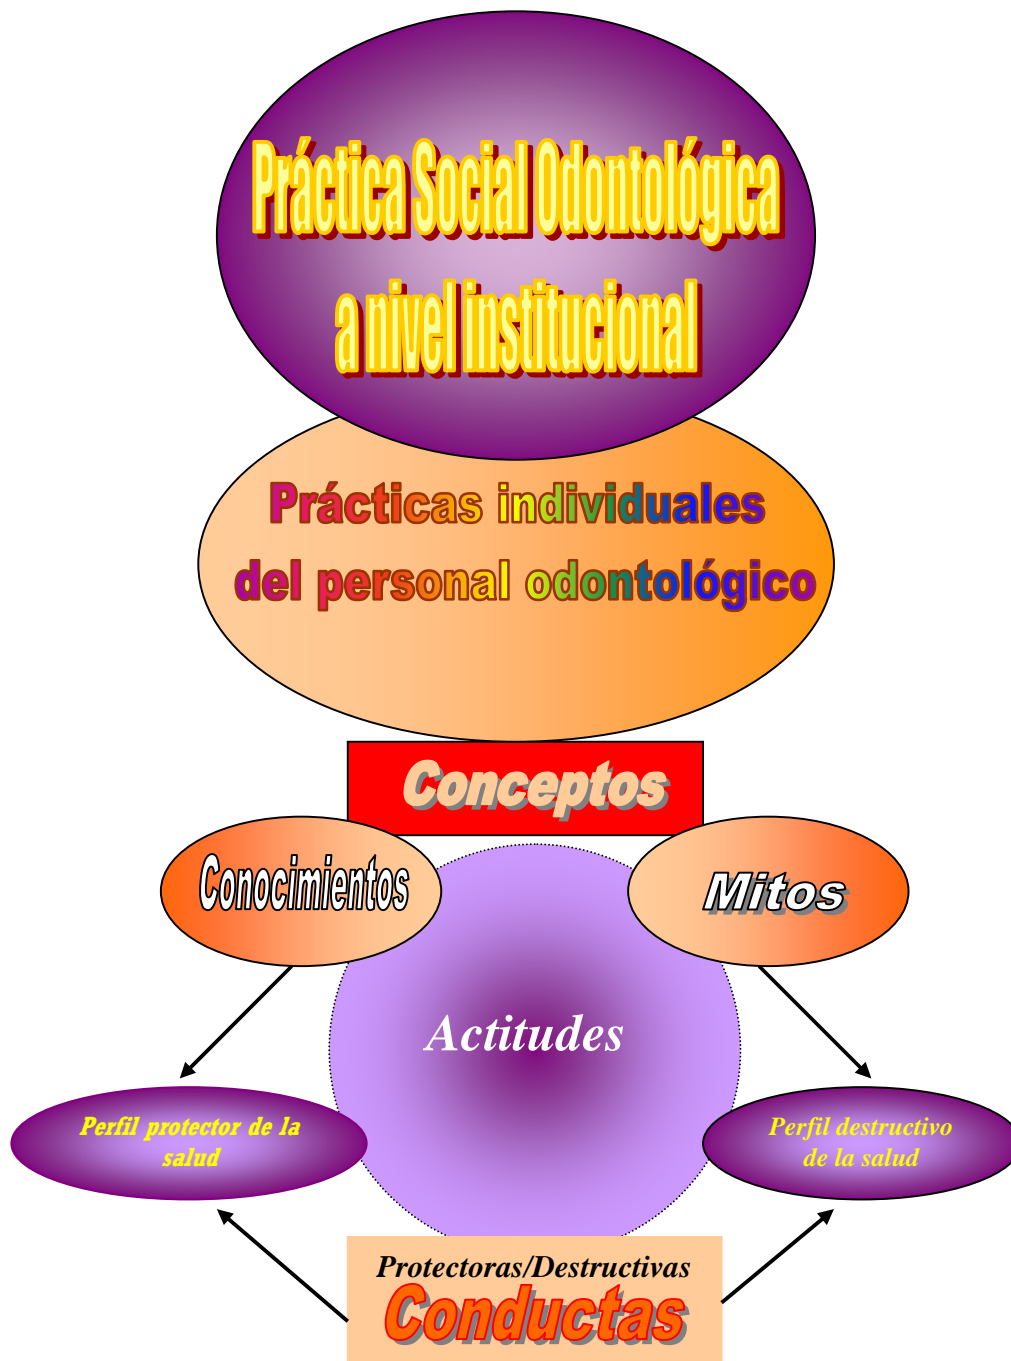 Práctica Social Odontológica
a nivel institucional
Prácticas individuales
del personal odontológico
Conceptos
Conocimientos
Mitos
Actitudes
Perfil protector de la
salud
Perfil destructivo
de la salud
Protectoras/Destructivas
Conductas